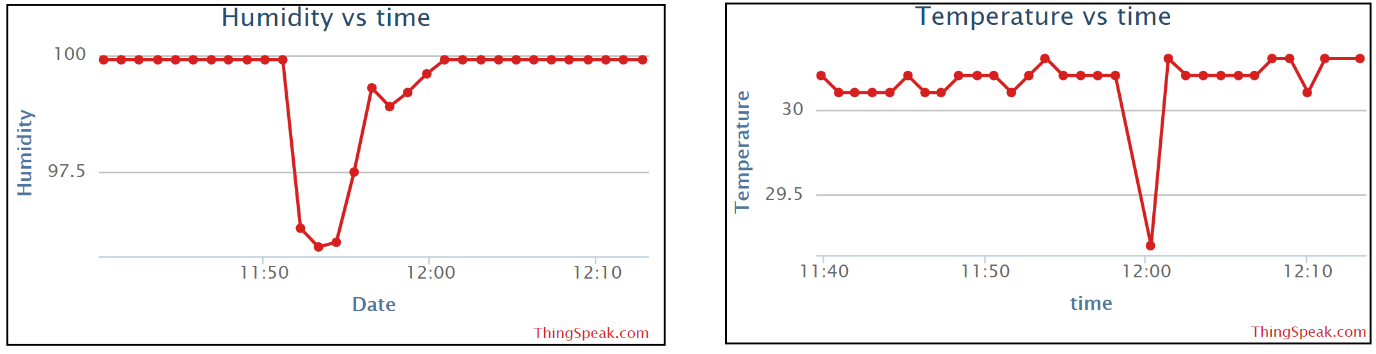 Humidity vs time
100
97.5
Humidity
11:50 12:00 12:10
Date
ThingSpeak.com
Temperature vs time
30
29.5
Temperature
11:40 11:50 12:00 12:10
time
ThingSpeak.com